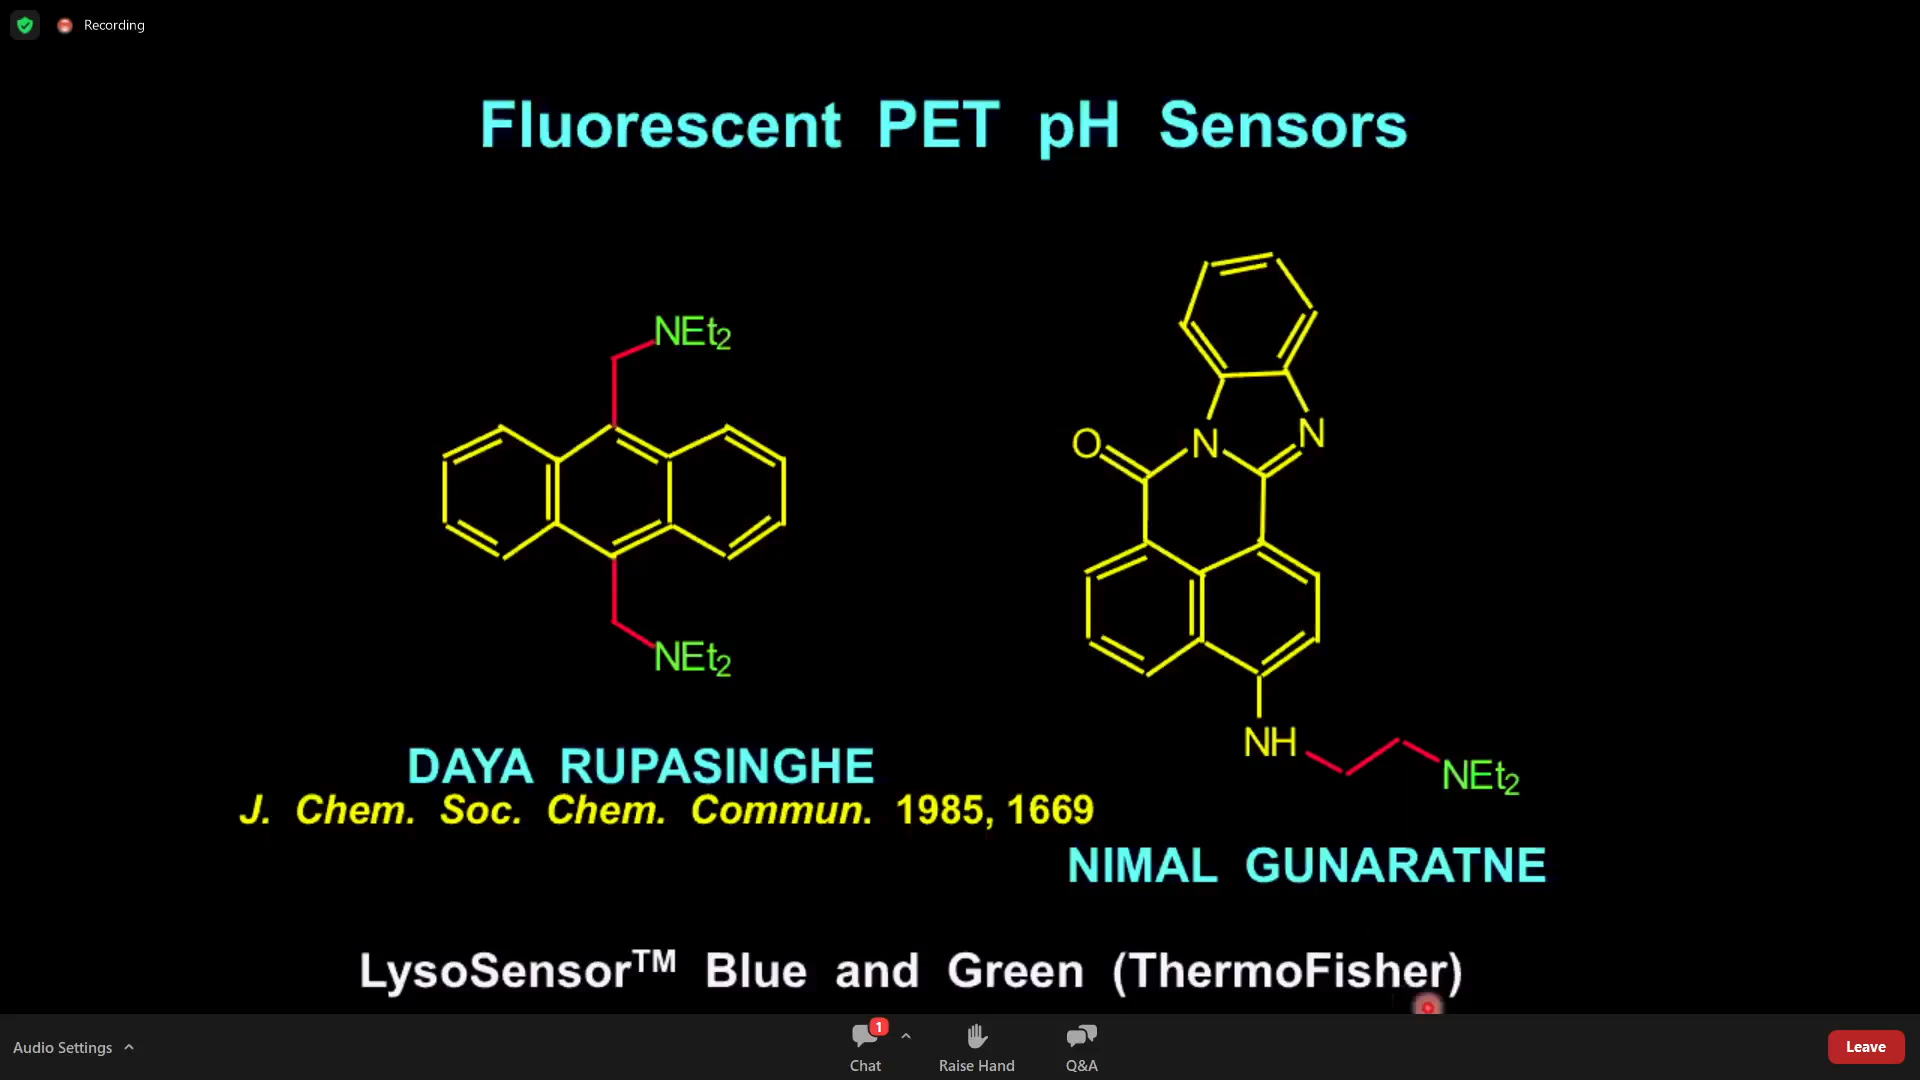 Recording
Fluorescent PET pH Sensors
NEt2
NEt2
O
N
N
NH
NEt2
DAYA RUPASINGHE
J. Chem. Soc. Chem. Commun. 1985, 1669
NIMAL GUNARATNE
LysoSensor™ Blue and Green (ThermoFisher)
Audio Settings
1
Chat
Raise Hand
Q&A
Leave